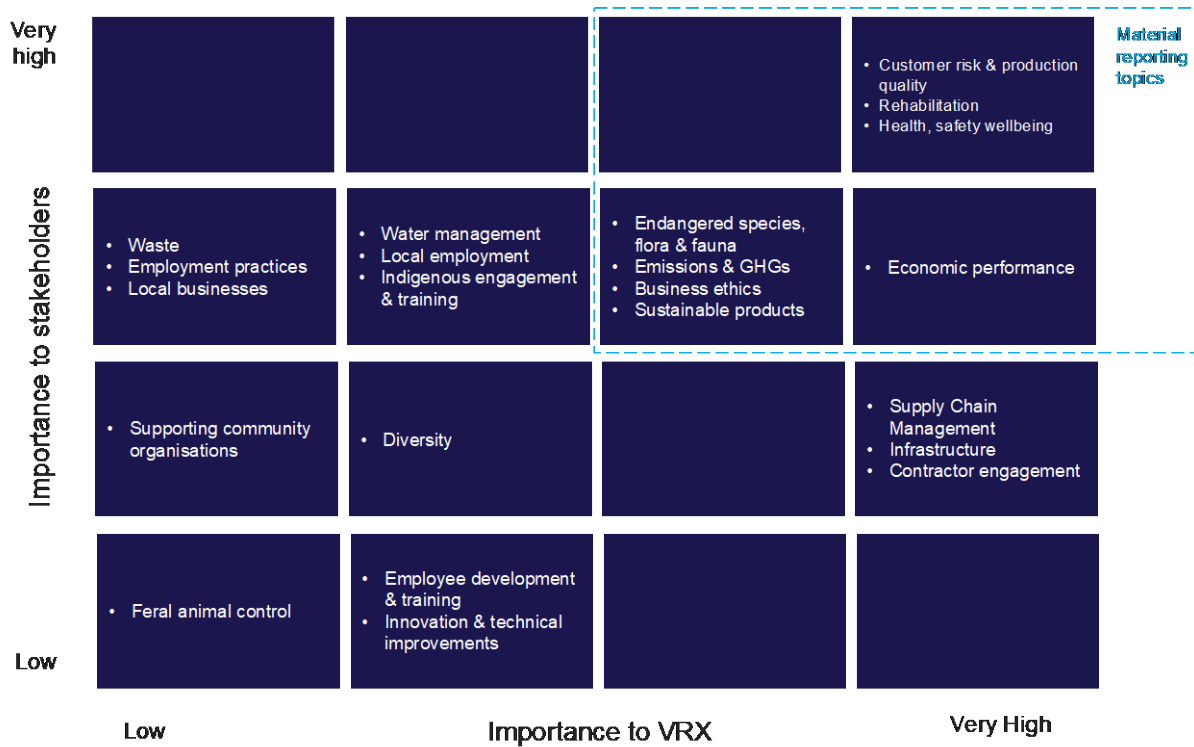 Very
high
Material
reporting
topics
• Customer risk & production
quality
• Rehabilitation
• Health, safety wellbeing
Importance to stakeholders
• Waste
• Employment practices
• Local businesses
• Water management
• Local employment
• Indigenous engagement
& training
• Endangered species,
flora & fauna
• Emissions & GHGs
• Business ethics
• Sustainable products
• Economic performance
• Supporting community
organisations
• Diversity
• Supply Chain
Management
• Infrastructure
• Contractor engagement
• Feral animal control
• Employee development
& training
• Innovation & technical
improvements
Low
Low
Importance to VRX
Very High